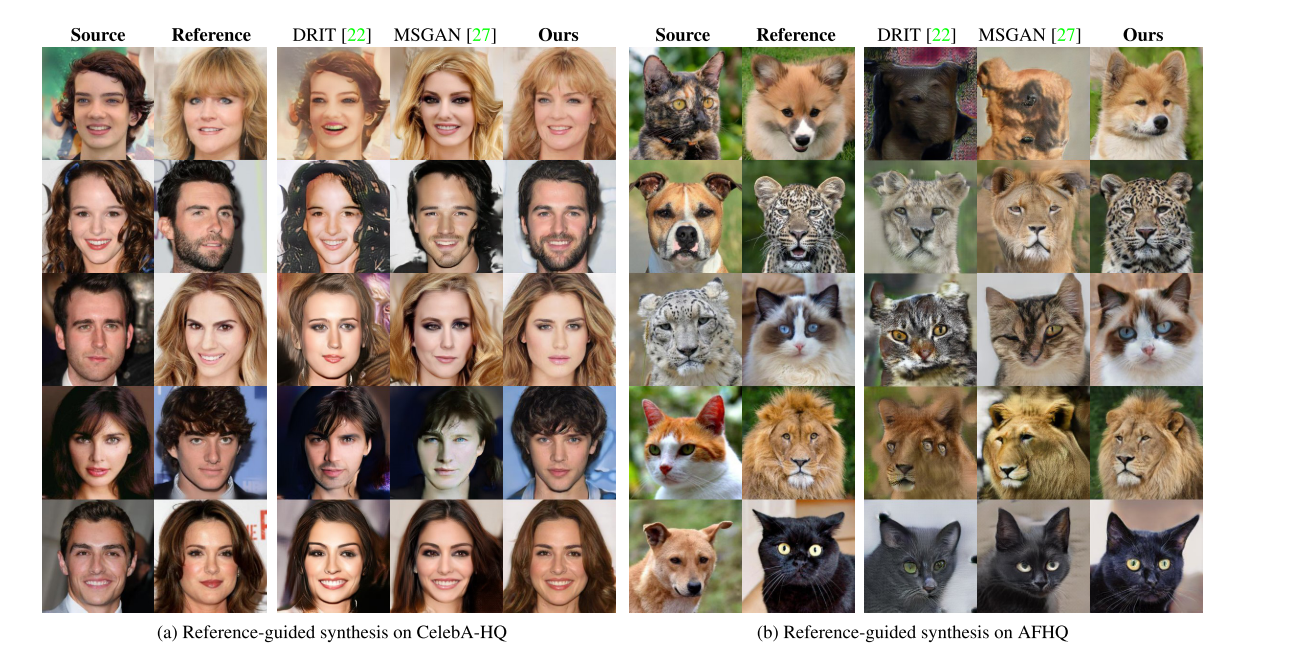 Source Reference DRIT [22] MSGAN [27] Ours Source Reference DRIT [22] MSGAN [27] Ours
(a) Reference-guided synthesis on CelebA-HQ
(b) Reference-guided synthesis on AFHQ